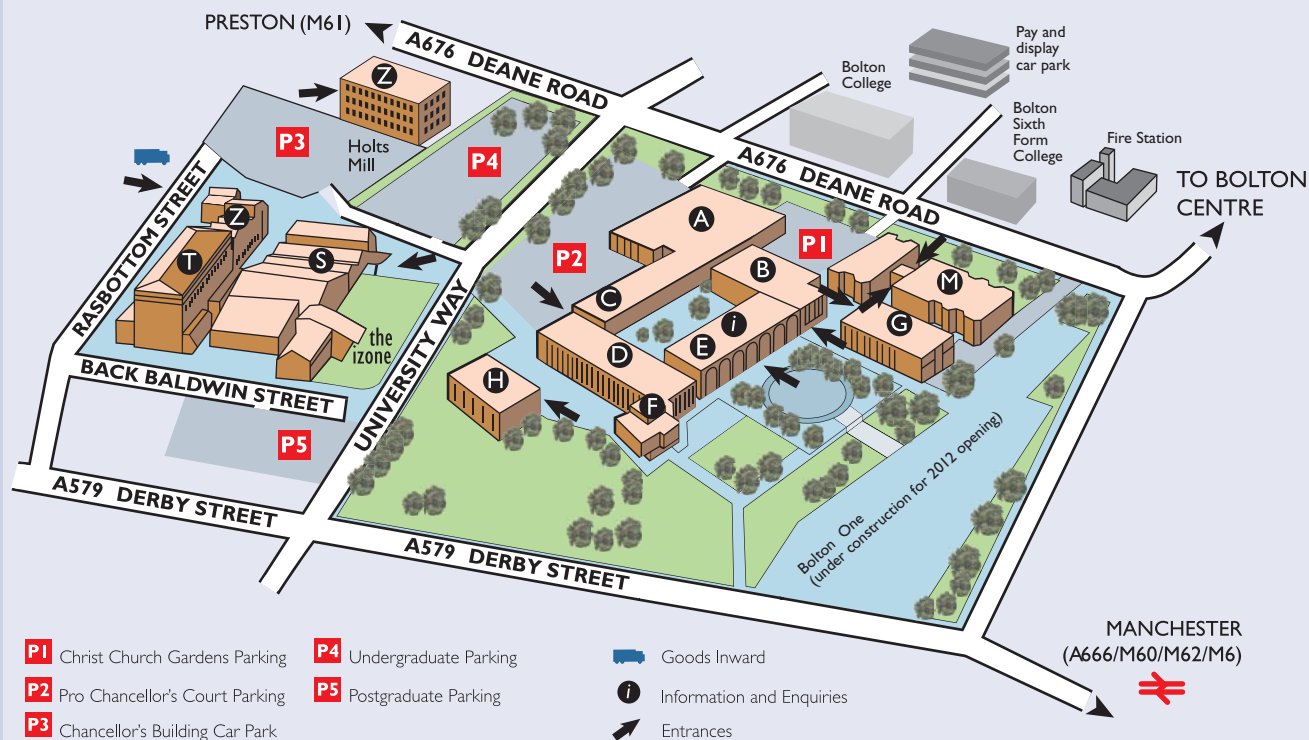 PRESTON (M61)
A676 DEANE ROAD
Pay and
display
car park
Bolton
College
Bolton
Sixth
Form
College
Fire Station
TO BOLTON
CENTRE
A676 DEANE ROAD
Z
P3
Holts
Mill
P4
RASBOTTOM STREET
Z
T
S
the
izone
BACK BALDWIN STREET
UNIVERSITY WAY
P5
A579 DERBY STREET
A579 DERBY STREET
A
P2
P1
B
C
i
D
E
F
G
H
M
Bolton One
(under construction for 2012 opening)
MANCHESTER
(A666/M60/M62/M6)
P1 Christ Church Gardens Parking
P2 Pro Chancellor's Court Parking
P3 Chancellor's Building Car Park
P4 Undergraduate Parking
P5 Postgraduate Parking
Goods Inward
i Information and Enquiries
Entrances